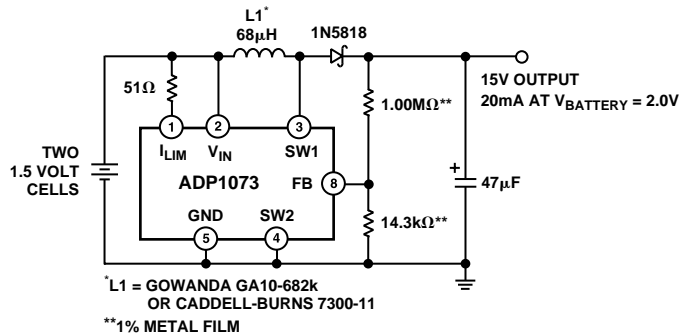 L1*
68µH
1N5818
15V OUTPUT
20mA AT VBATTERY = 2.0V
51Ω
1.00MΩ**
1
2
3
ILIM
VIN
SW1
TWO
1.5 VOLT
CELLS
ADP1073
FB
8
+
47µF
GND
SW2
14.3kΩ**
5
4
*L1 = GOWANDA GA10-682k
OR CADDELL-BURNS 7300-11
**1% METAL FILM